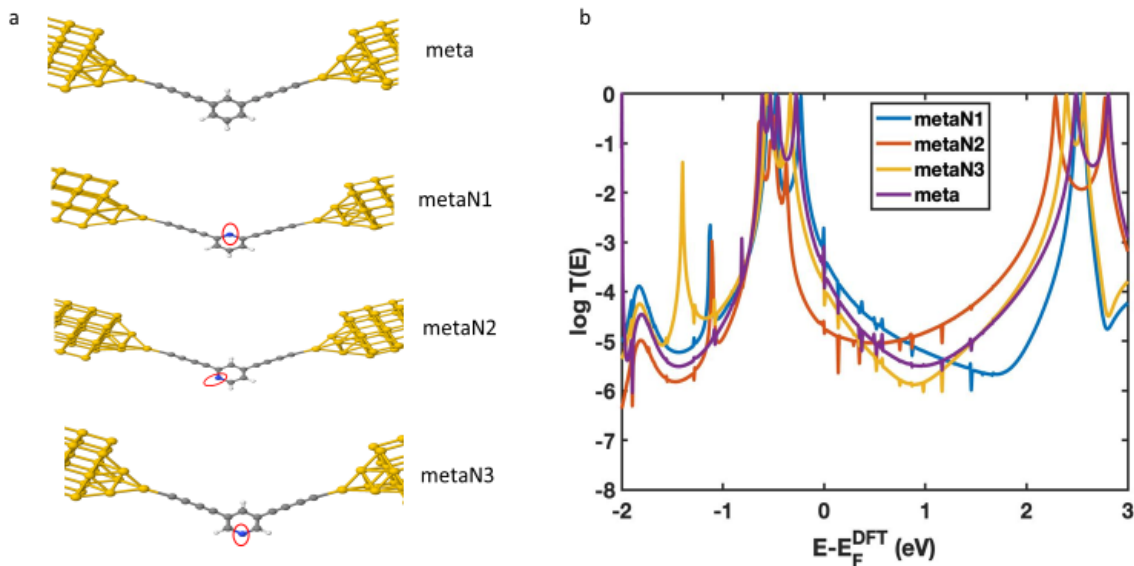 a
meta
metaN1
metaN2
metaN3
b
log T(E)
0
-1
-2
-3
-4
-5
-6
-7
-8
metaN1
metaN2
metaN3
meta
-2 -1 0 1 2 3
E-E_F^DFT (eV)